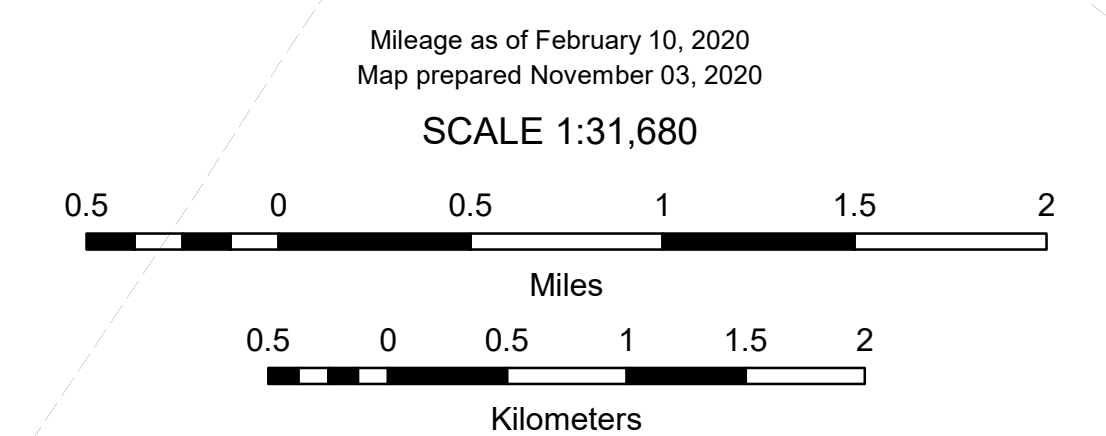 Mileage as of February 10, 2020
Map prepared November 03, 2020
SCALE 1:31,680
0.5 0 0.5 1 1.5 2
Miles
0.5 0 0.5 1 1.5 2
Kilometers